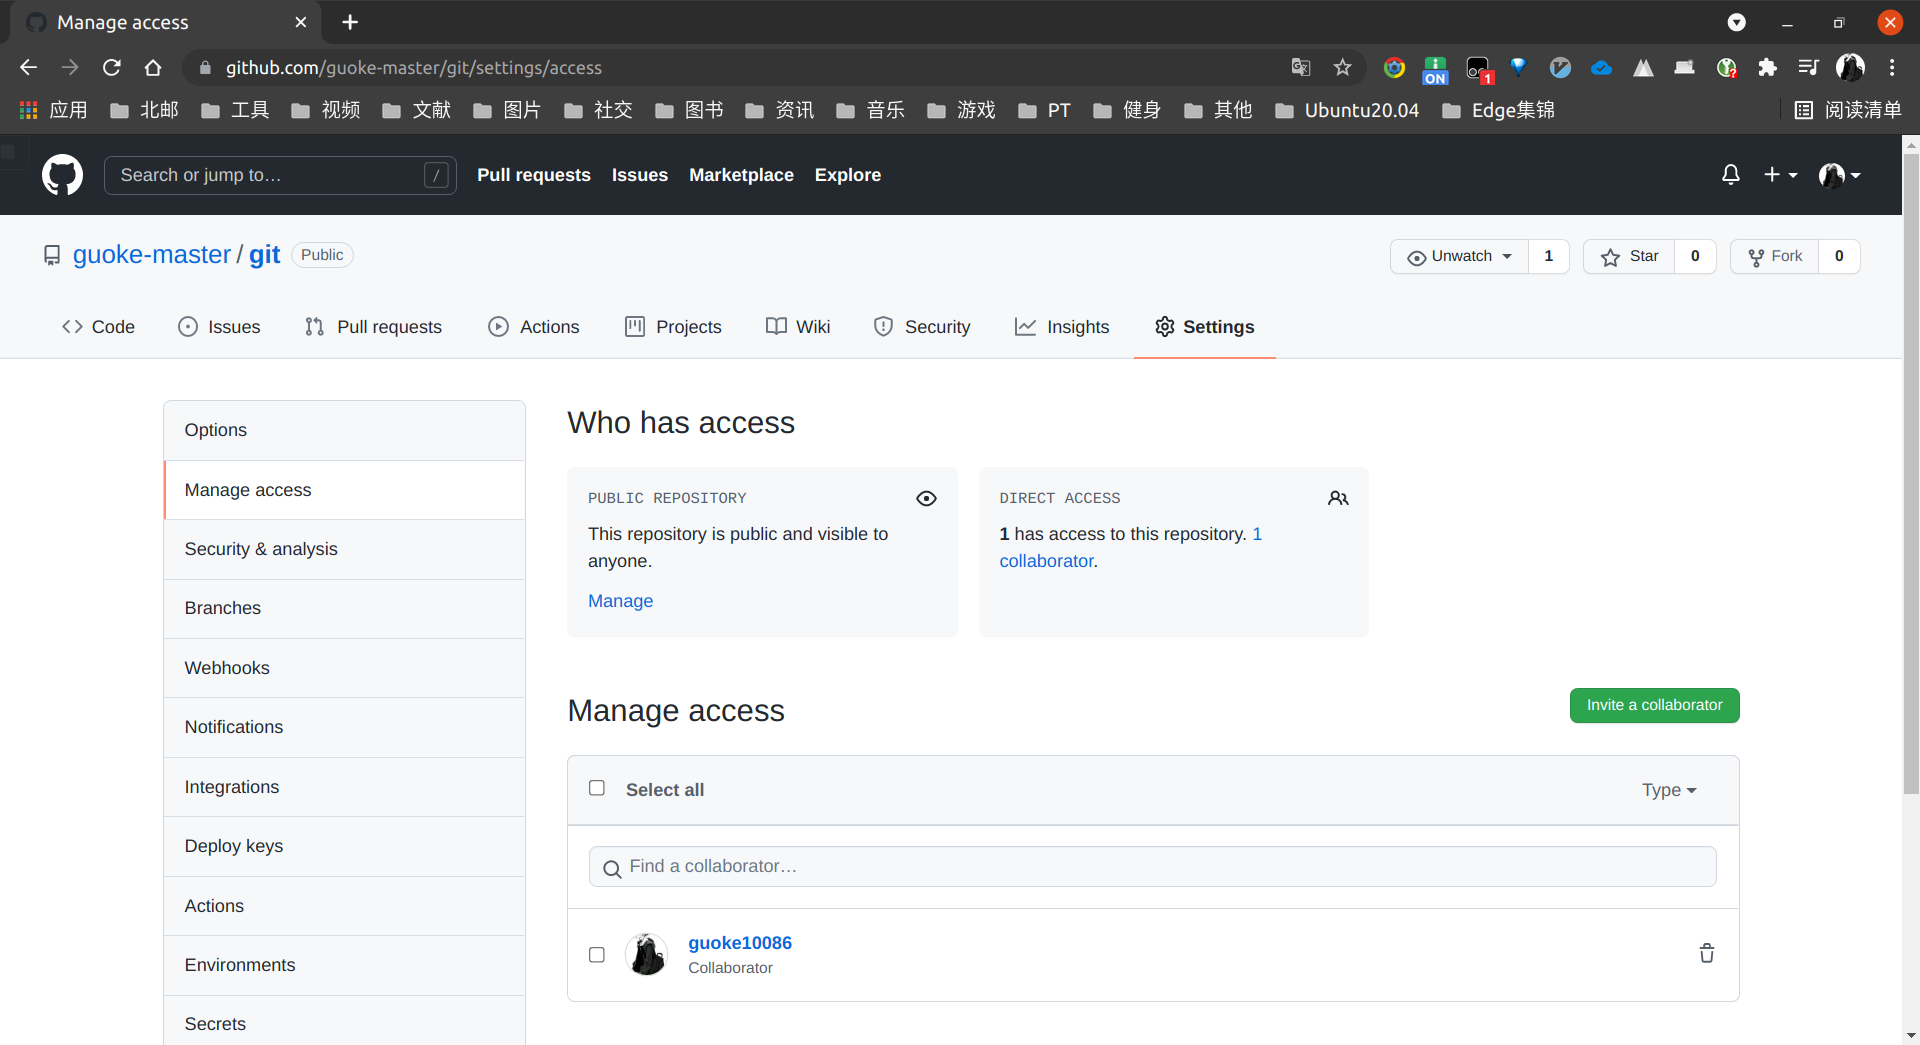 Manage access
github.com/guoke-master/git/settings/access
ON
1
应用 北邮 工具 视频 文献 图片 社交 图书 资讯 音乐 游戏 PT 健身 其他 Ubuntu20.04 Edge集锦 阅读清单
Search or jump to… / Pull requests Issues Marketplace Explore
guoke-master / git Public Unwatch 1 Star 0 Fork 0
Code Issues Pull requests Actions Projects Wiki Security Insights Settings
Options
Manage access
Security & analysis
Branches
Webhooks
Notifications
Integrations
Deploy keys
Actions
Environments
Secrets
Who has access
PUBLIC REPOSITORY
This repository is public and visible to
anyone.
Manage
DIRECT ACCESS
1 has access to this repository. 1
collaborator.
Manage access
Invite a collaborator
Select all Type
Find a collaborator…
guoke10086
Collaborator